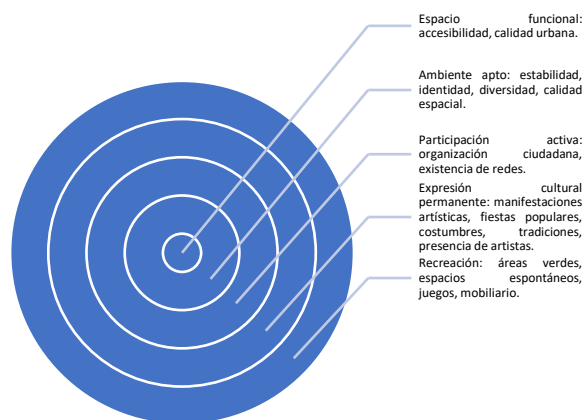 Espacio funcional:
accesibilidad, calidad urbana.
Ambiente apto: estabilidad,
identidad, diversidad, calidad
espacial.
Participación activa:
organización ciudadana,
existencia de redes.
Expresión cultural
permanente: manifestaciones
artísticas, fiestas populares,
costumbres, tradiciones,
presencia de artistas.
Recreación: áreas verdes,
espacios espontáneos,
juegos, mobiliario.